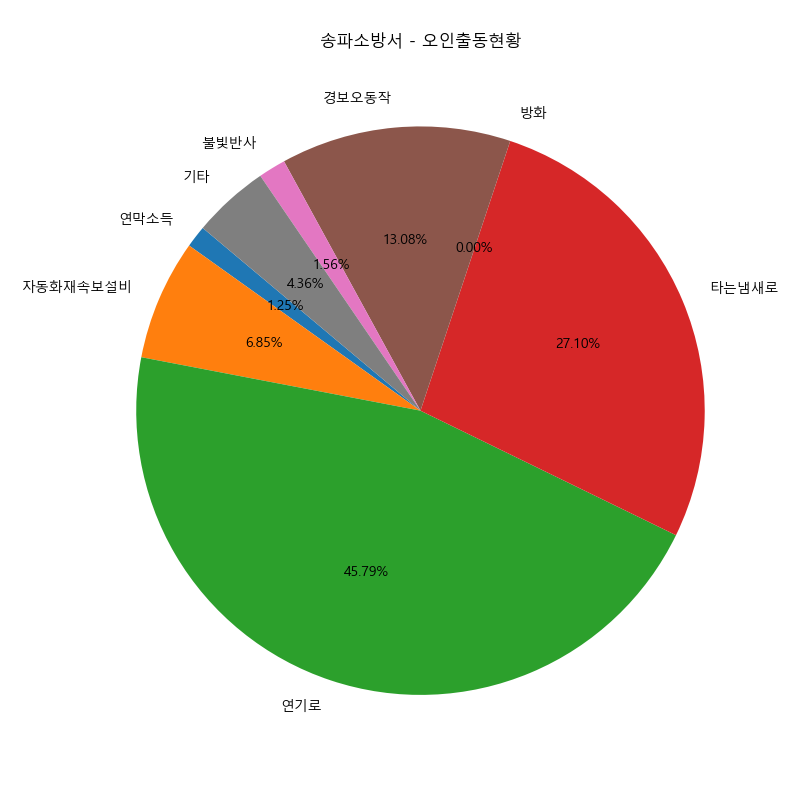 송파소방서 - 오인출동현황
경보오동작
방화
불빛반사
기타
연막소득
자동화재속보설비
타는냄새로
13.08%
0.00%
1.56%
4.36%
1.25%
6.85%
27.10%
45.79%
연기로